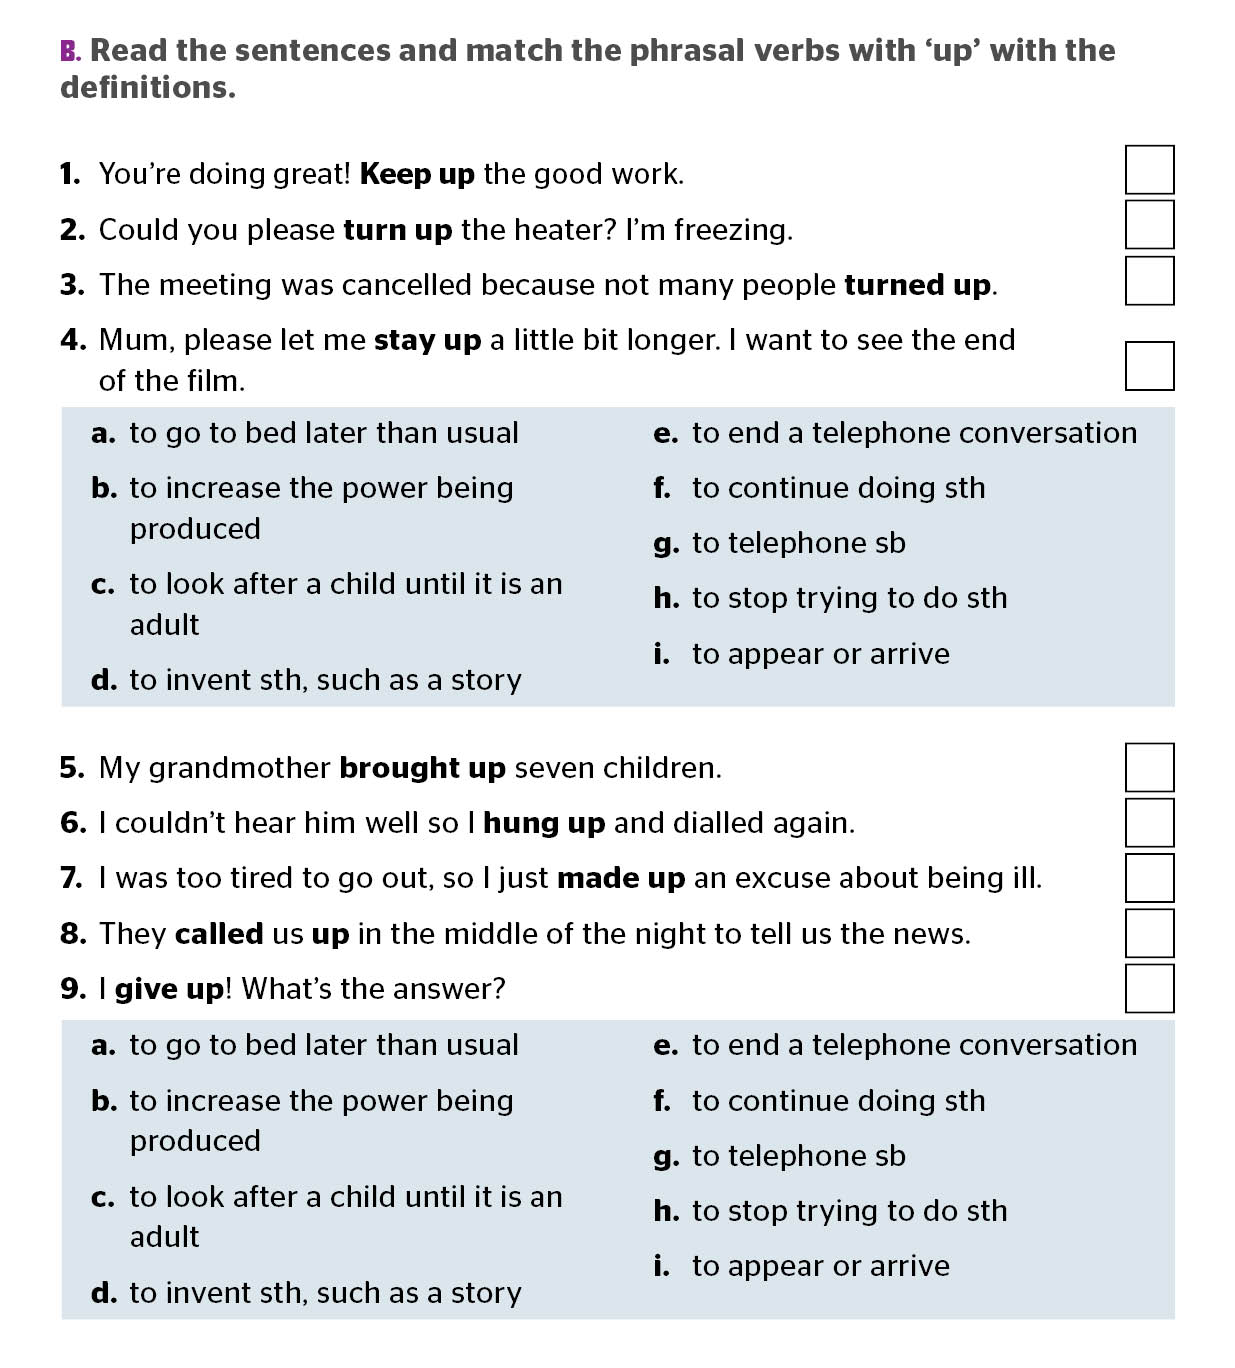 B. Read the sentences and match the phrasal verbs with ‘up’ with the
definitions.
1. You’re doing great! Keep up the good work.
2. Could you please turn up the heater? I’m freezing.
3. The meeting was cancelled because not many people turned up.
4. Mum, please let me stay up a little bit longer. I want to see the end
of the film.
a. to go to bed later than usual
b. to increase the power being
produced
c. to look after a child until it is an
adult
d. to invent sth, such as a story
e. to end a telephone conversation
f. to continue doing sth
g. to telephone sb
h. to stop trying to do sth
i. to appear or arrive
5. My grandmother brought up seven children.
6. I couldn’t hear him well so I hung up and dialled again.
7. I was too tired to go out, so I just made up an excuse about being ill.
8. They called us up in the middle of the night to tell us the news.
9. I give up! What’s the answer?
a. to go to bed later than usual
b. to increase the power being
produced
c. to look after a child until it is an
adult
d. to invent sth, such as a story
e. to end a telephone conversation
f. to continue doing sth
g. to telephone sb
h. to stop trying to do sth
i. to appear or arrive